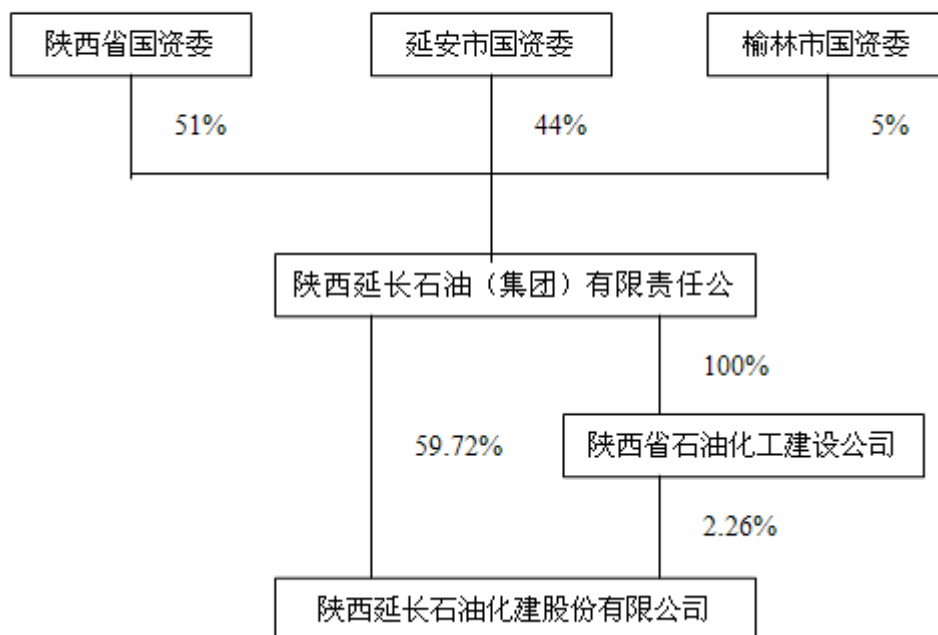 陕西省国资委
延安市国资委
榆林市国资委
51%
44%
5%
陕西延长石油（集团）有限责任公
100%
59.72%
陕西省石油化工建设公司
2.26%
陕西延长石油化建股份有限公司